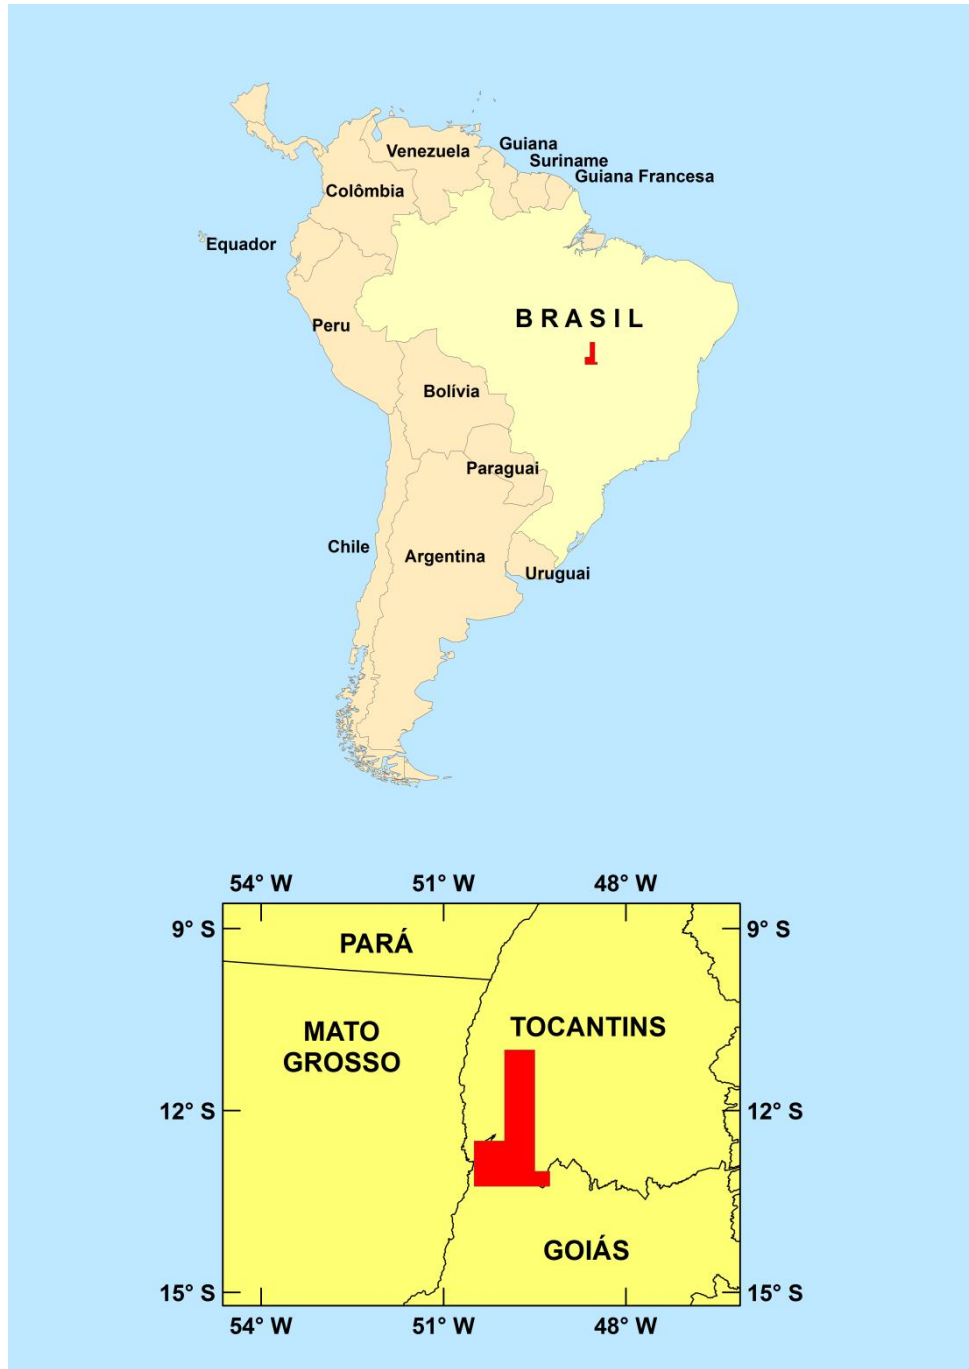 Venezuela
Guiana
Suriname
Guiana Francesa
Colômbia
Equador
BRASIL
Peru
Bolívia
Paraguai
Chile
Argentina
Uruguai
54° W 51° W 48° W
9° S 9° S
PARÁ
MATO
GROSSO
TOCANTINS
12° S 12° S
GOIÁS
15° S 15° S
54° W 51° W 48° W